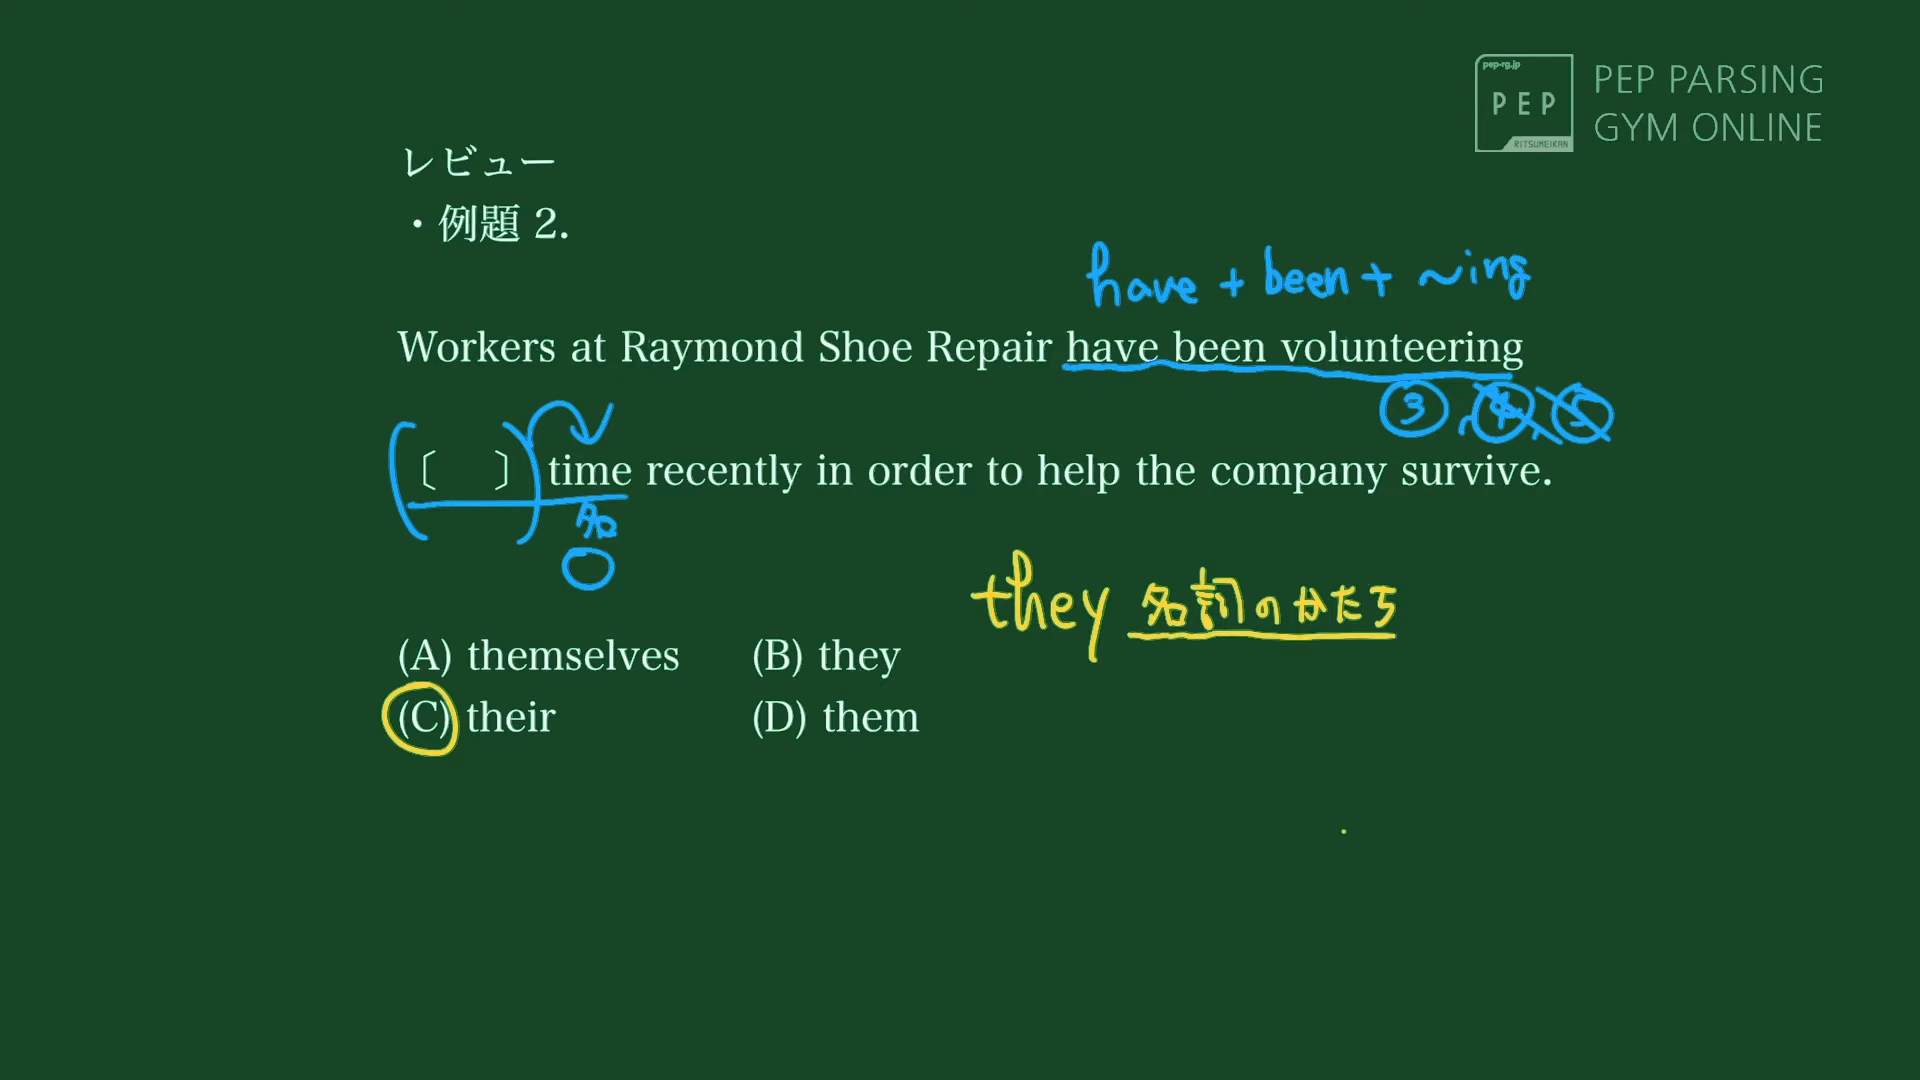 pep-rg.jp
PEP
RITSUMEIKAN
PEP PARSING
GYM ONLINE
レビュー
・例題 2.
have + been + ~ing
Workers at Raymond Shoe Repair have been volunteering
③, ④, ⑤
〔 〕 time recently in order to help the company survive.
名
they 名詞のかたち
(A) themselves (B) they
(C) their (D) them